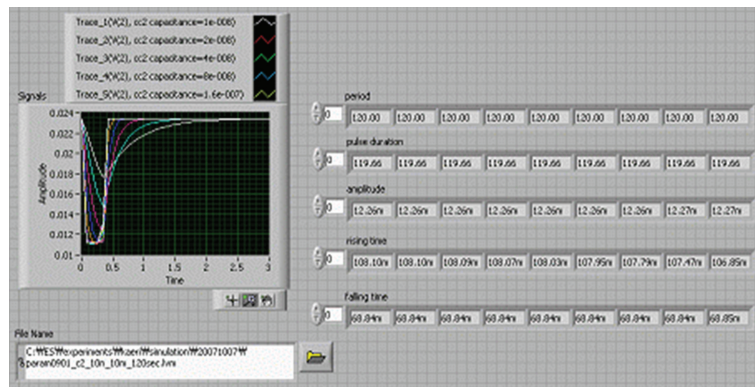 Trace_1(V(2), cc2 capacitance=1e-008)
Trace_2(V(2), cc2 capacitance=2e-008)
Trace_3(V(2), cc2 capacitance=4e-008)
Trace_4(V(2), cc2 capacitance=8e-008)
Trace_5(V(2), cc2 capacitance=1.6e-007)
Signals
Amplitude
0.024
0.022
0.02
0.018
0.016
0.014
0.012
0.01
0 0.5 1 1.5 2 2.5 3
Time
period
0 120.00 120.00 120.00 120.00 120.00 120.00 120.00 120.00 120.00
pulse duration
0 119.66 119.66 119.66 119.66 119.66 119.66 119.66 119.66 119.66
amplitude
0 12.26m 12.26m 12.26m 12.26m 12.26m 12.26m 12.26m 12.27m 12.27m
rising time
0 108.10m 108.10m 108.09m 108.07m 108.03m 107.95m 107.79m 107.47m 106.85m
falling time
0 68.84m 68.84m 68.84m 68.84m 68.84m 68.84m 68.84m 68.84m 68.85m
File Name
C:₩ES₩experiments₩kaeri₩simulation₩20071007₩
param0901_c2_10n_10m_120sec.lvm